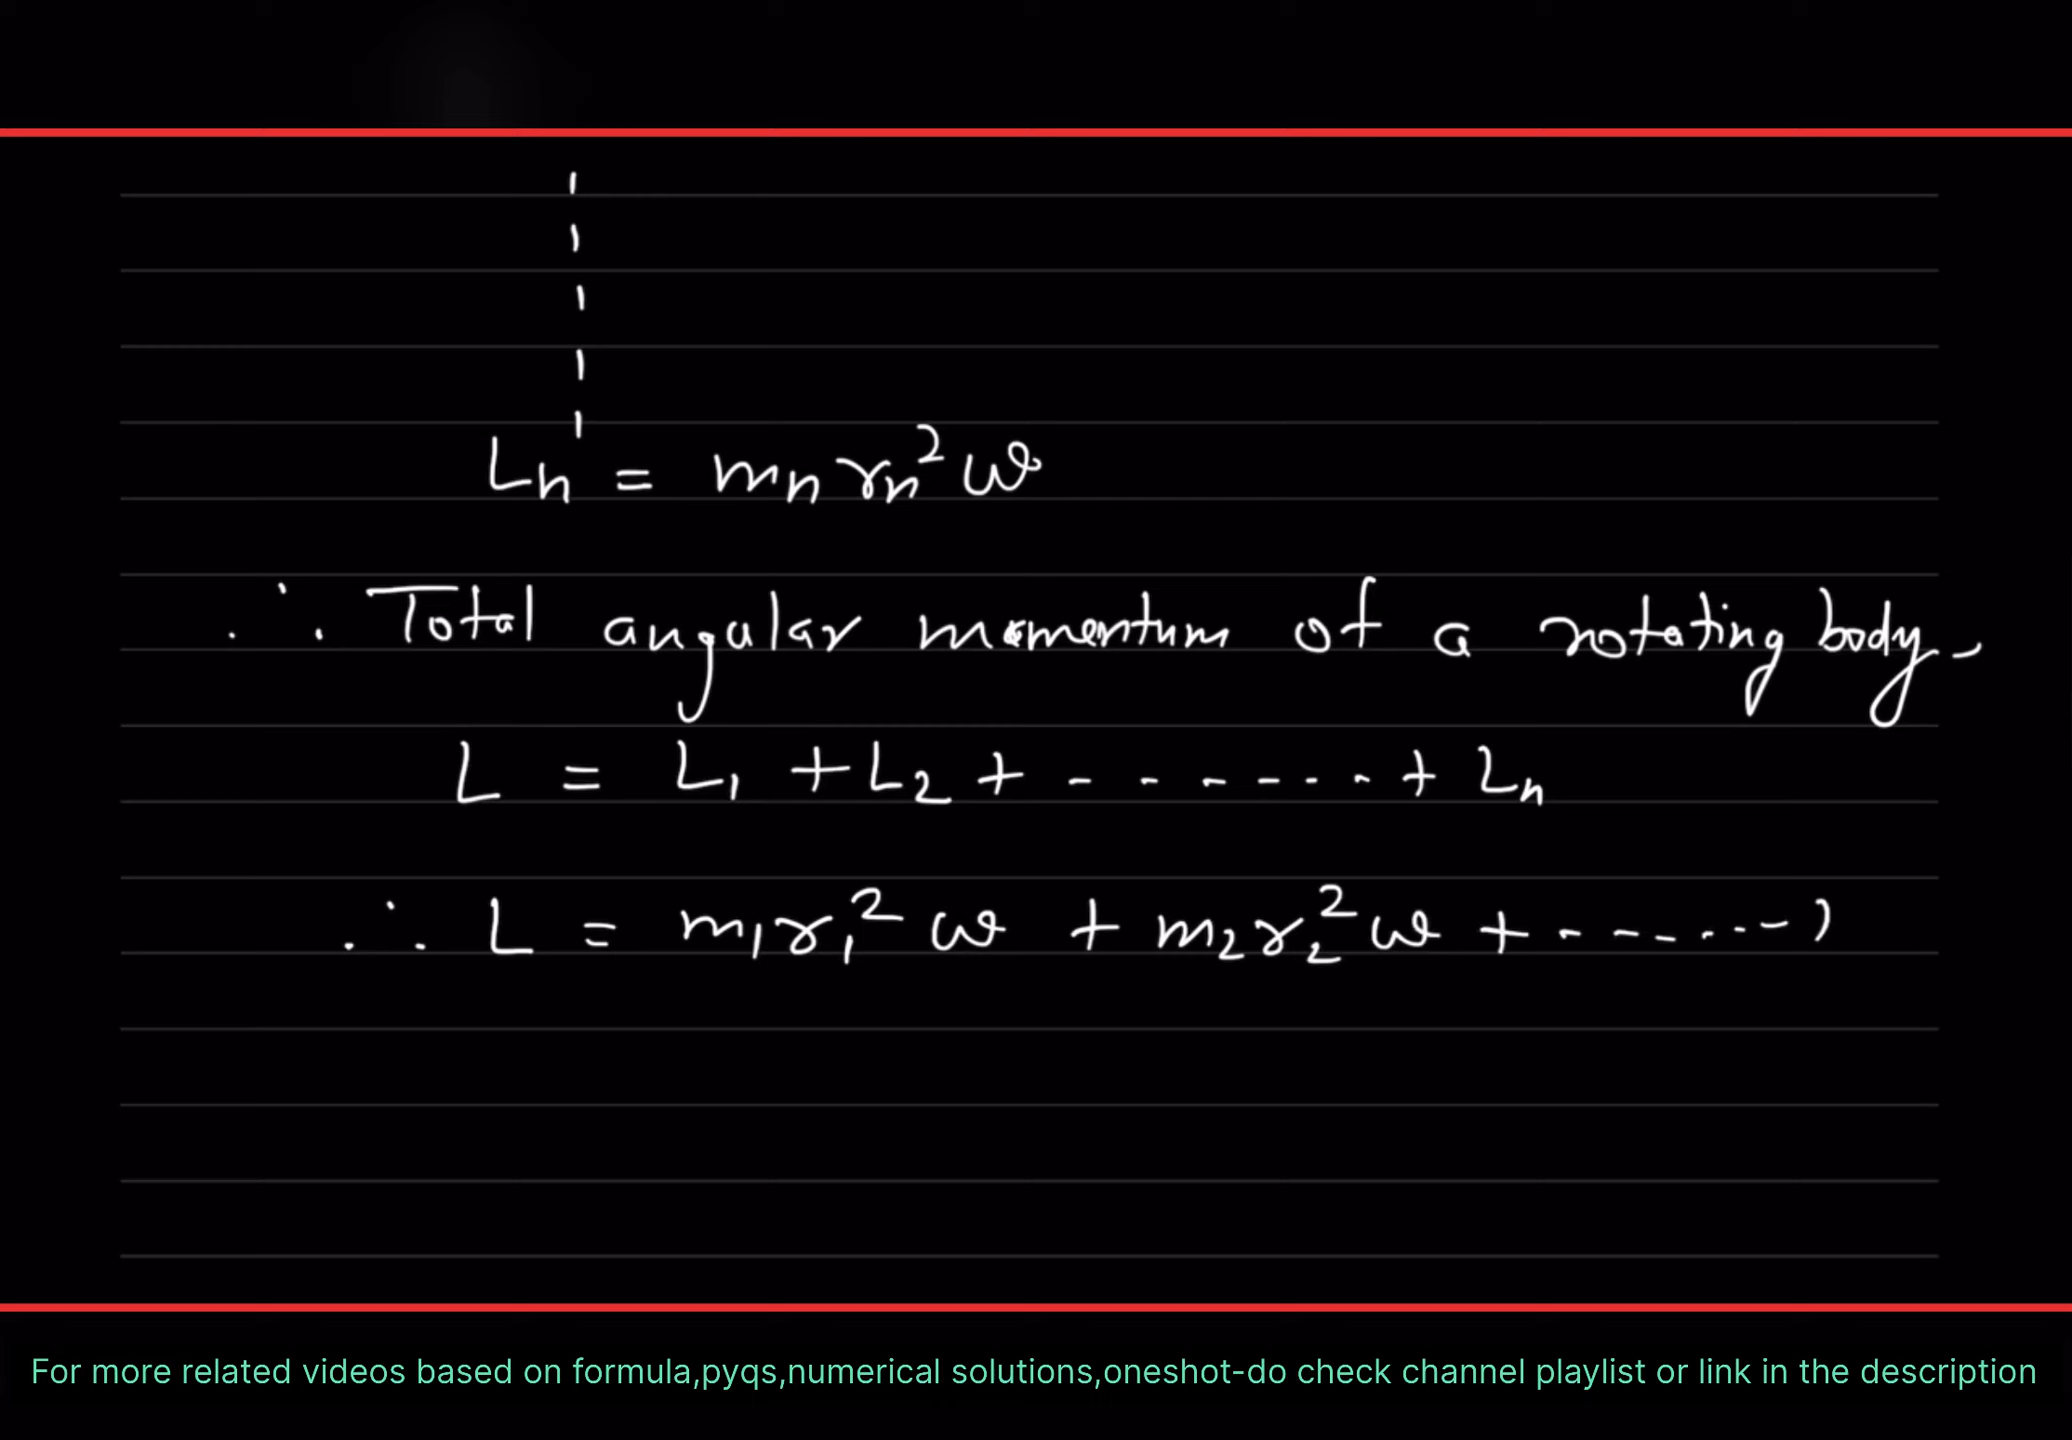 Lₙ = mₙ rₙ² ω
∴ Total angular momentum of a rotating body -
L = L₁ + L₂ + - - - - - - - + Lₙ
∴ L = m₁r₁² ω + m₂r₂² ω + - - - - - - - )
For more related videos based on formula,pyqs,numerical solutions,oneshot-do check channel playlist or link in the description